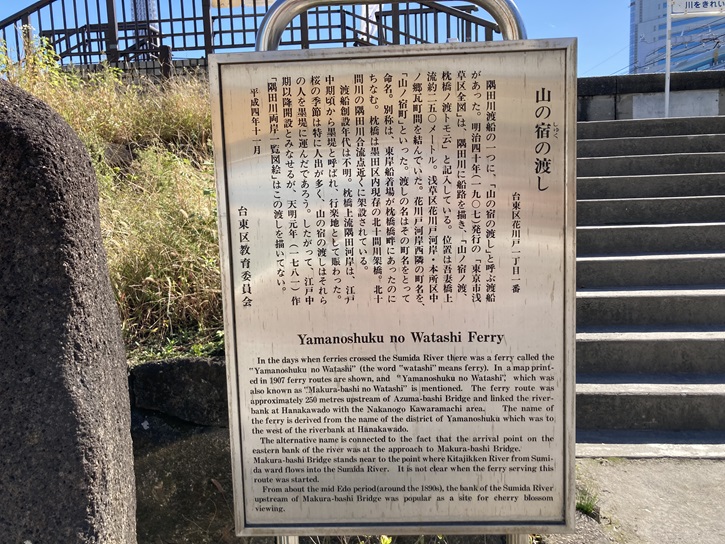 川をきれい
山の宿の渡し
しゅく
台東区花川戸二丁目一番
隅田川渡船の一つに、「山の宿の渡し」と呼ぶ渡船
があった。明治四十年(一九〇七)発行の「東京市浅
草区全図」は、隅田川に船路を描き、「山ノ宿ノ渡、
枕橋ノ渡トモ云」と記入している。位置は吾妻橋上
流約二五〇メートル。浅草区花川戸河岸・本所区中
ノ郷瓦町間を結んでいた。花川戸河岸西隣の町名を、
「山ノ宿町」といった。渡しの名はその町名をとって
命名。別称は、東岸船着場が枕橋橋畔にあったのに
ちなむ。枕橋は墨田区内現存の北十間川架橋。北十
間川の隅田川合流点近くに架設されている。
渡船創設年代は不明。枕橋上流隅田河岸は、江戸
中期頃から墨堤と呼ばれ、行楽地として賑わった。
桜の季節は特に人出が多く、山の宿の渡しはそれら
の人を墨堤に運んだであろう。したがって、江戸中
期以降開設とみなせるが、天明元年(一七八一)作
「隅田川両岸一覧図絵」はこの渡しを描いてない。
平成四年十一月
台東区教育委員会
Yamanoshuku no Watashi Ferry
In the days when ferries crossed the Sumida River there was a ferry called the
"Yamanoshuku no Watashi" (the word "watashi" means ferry). In a map print-
ed in 1907 ferry routes are shown, and "Yamanoshuku no Watashi", which was
also known as "Makura-bashi no Watashi" is mentioned. The ferry route was
approximately 250 metres upstream of Azuma-bashi Bridge and linked the river-
bank at Hanakawado with the Nakanogo Kawaramachi area. The name of
the ferry is derived from the name of the district of Yamanoshuku which was to
the west of the riverbank at Hanakawado.
The alternative name is connected to the fact that the arrival point on the
eastern bank of the river was at the approach to Makura-bashi Bridge.
Makura-bashi Bridge stands near to the point where Kitajikken River from Sumi-
da ward flows into the Sumida River. It is not clear when the ferry serving this
route was started.
From about the mid Edo period (around the 1890s), the bank of the Sumida River
upstream of Makura-bashi Bridge was popular as a site for cherry blossom
viewing.